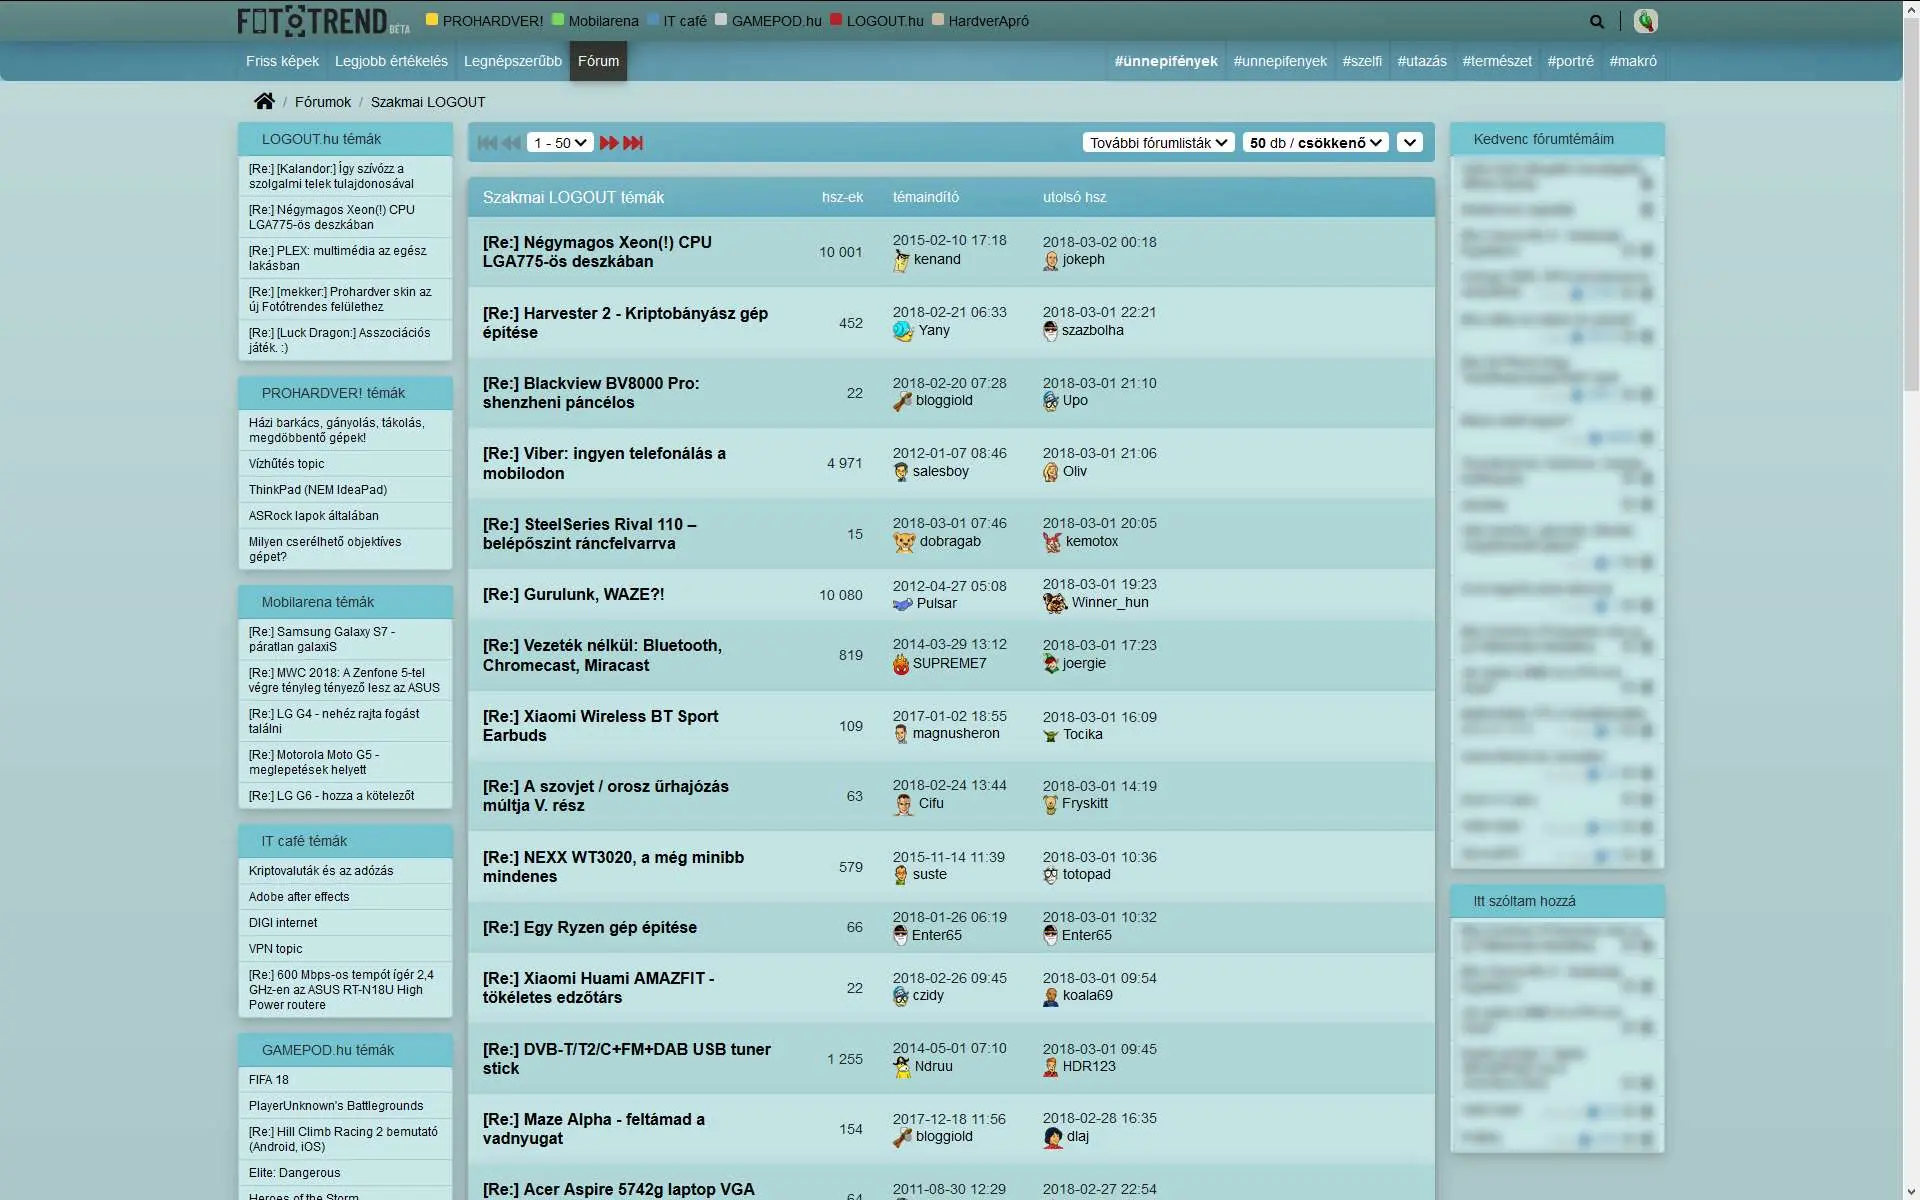 FOTOTREND BÉTA
PROHARDVER! Mobilarena IT café GAMEPOD.hu LOGOUT.hu HardverApró
Friss képek Legjobb értékelés Legnépszerűbb Fórum #ünnepifények #unnepifenyek #szelfi #utazás #természet #portré #makró
/ Fórumok / Szakmai LOGOUT
LOGOUT.hu témák
[Re:] [Kalandor:] Így szívózz a
szolgalmi telek tulajdonosával
[Re:] Négymagos Xeon(!) CPU
LGA775-ös deszkában
[Re:] PLEX: multimédia az egész
lakásban
[Re:] [mekker:] Prohardver skin az
új Fotótrendes felülethez
[Re:] [Luck Dragon:] Asszociációs
játék. :)
PROHARDVER! témák
Házi barkács, gányolás, tákolás,
megdöbbentő gépek!
Vízhűtés topic
ThinkPad (NEM IdeaPad)
ASRock lapok általában
Milyen cserélhető objektíves
gépet?
Mobilarena témák
[Re:] Samsung Galaxy S7 -
páratlan galaxiS
[Re:] MWC 2018: A Zenfone 5-tel
végre tényleg tényező lesz az ASUS
[Re:] LG G4 - nehéz rajta fogást
találni
[Re:] Motorola Moto G5 -
meglepetések helyett
[Re:] LG G6 - hozza a kötelezőt
IT café témák
Kriptovaluták és az adózás
Adobe after effects
DIGI internet
VPN topic
[Re:] 600 Mbps-os tempót ígér 2,4
GHz-en az ASUS RT-N18U High
Power routere
GAMEPOD.hu témák
FIFA 18
PlayerUnknown's Battlegrounds
[Re:] Hill Climb Racing 2 bemutató
(Android, iOS)
Elite: Dangerous
Heroes of the Storm
1 - 50 További fórumlisták 50 db / csökkenő
Szakmai LOGOUT témák hsz-ek témaindító utolsó hsz
[Re:] Négymagos Xeon(!) CPU
LGA775-ös deszkában
10 001
2015-02-10 17:18
kenand
2018-03-02 00:18
jokeph
[Re:] Harvester 2 - Kriptobányász gép
építése
452
2018-02-21 06:33
Yany
2018-03-01 22:21
szazbolha
[Re:] Blackview BV8000 Pro:
shenzheni páncélos
22
2018-02-20 07:28
bloggiold
2018-03-01 21:10
Upo
[Re:] Viber: ingyen telefonálás a
mobilodon
4 971
2012-01-07 08:46
salesboy
2018-03-01 21:06
Oliv
[Re:] SteelSeries Rival 110 –
belépőszint ráncfelvarrva
15
2018-03-01 07:46
dobragab
2018-03-01 20:05
kemotox
[Re:] Gurulunk, WAZE?!
10 080
2012-04-27 05:08
Pulsar
2018-03-01 19:23
Winner_hun
[Re:] Vezeték nélkül: Bluetooth,
Chromecast, Miracast
819
2014-03-29 13:12
SUPREME7
2018-03-01 17:23
joergie
[Re:] Xiaomi Wireless BT Sport
Earbuds
109
2017-01-02 18:55
magnusheron
2018-03-01 16:09
Tocika
[Re:] A szovjet / orosz űrhajózás
múltja V. rész
63
2018-02-24 13:44
Cifu
2018-03-01 14:19
Fryskitt
[Re:] NEXX WT3020, a még minibb
mindenes
579
2015-11-14 11:39
suste
2018-03-01 10:36
totopad
[Re:] Egy Ryzen gép építése
66
2018-01-26 06:19
Enter65
2018-03-01 10:32
Enter65
[Re:] Xiaomi Huami AMAZFIT -
tökéletes edzőtárs
22
2018-02-26 09:45
czidy
2018-03-01 09:54
koala69
[Re:] DVB-T/T2/C+FM+DAB USB tuner
stick
1 255
2014-05-01 07:10
Ndruu
2018-03-01 09:45
HDR123
[Re:] Maze Alpha - feltámad a
vadnyugat
154
2017-12-18 11:56
bloggiold
2018-02-28 16:35
dlaj
[Re:] Acer Aspire 5742g laptop VGA
64
2011-08-30 12:29
2018-02-27 22:54
Kedvenc fórumtémáim
Itt szóltam hozzá